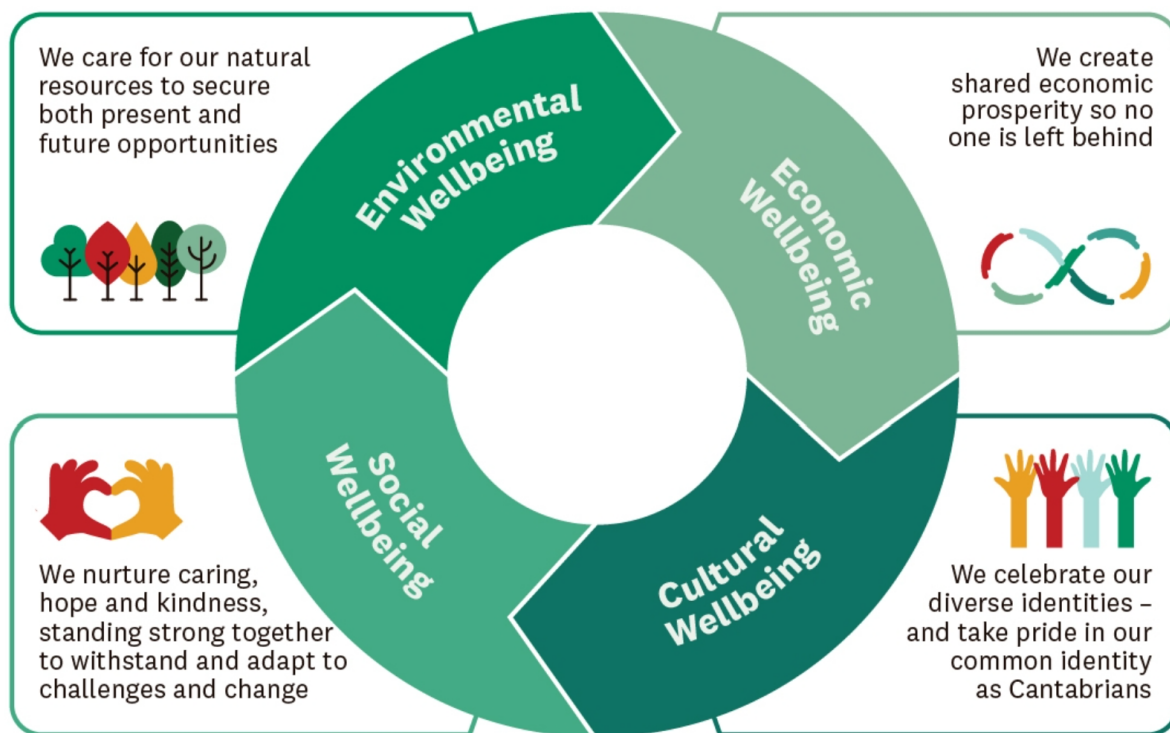 We care for our natural
resources to secure
both present and
future opportunities
Environmental
Wellbeing
Economic
Wellbeing
We create
shared economic
prosperity so no
one is left behind
Social
Wellbeing
We nurture caring,
hope and kindness,
standing strong together
to withstand and adapt to
challenges and change
Cultural
Wellbeing
We celebrate our
diverse identities –
and take pride in our
common identity
as Cantabrians